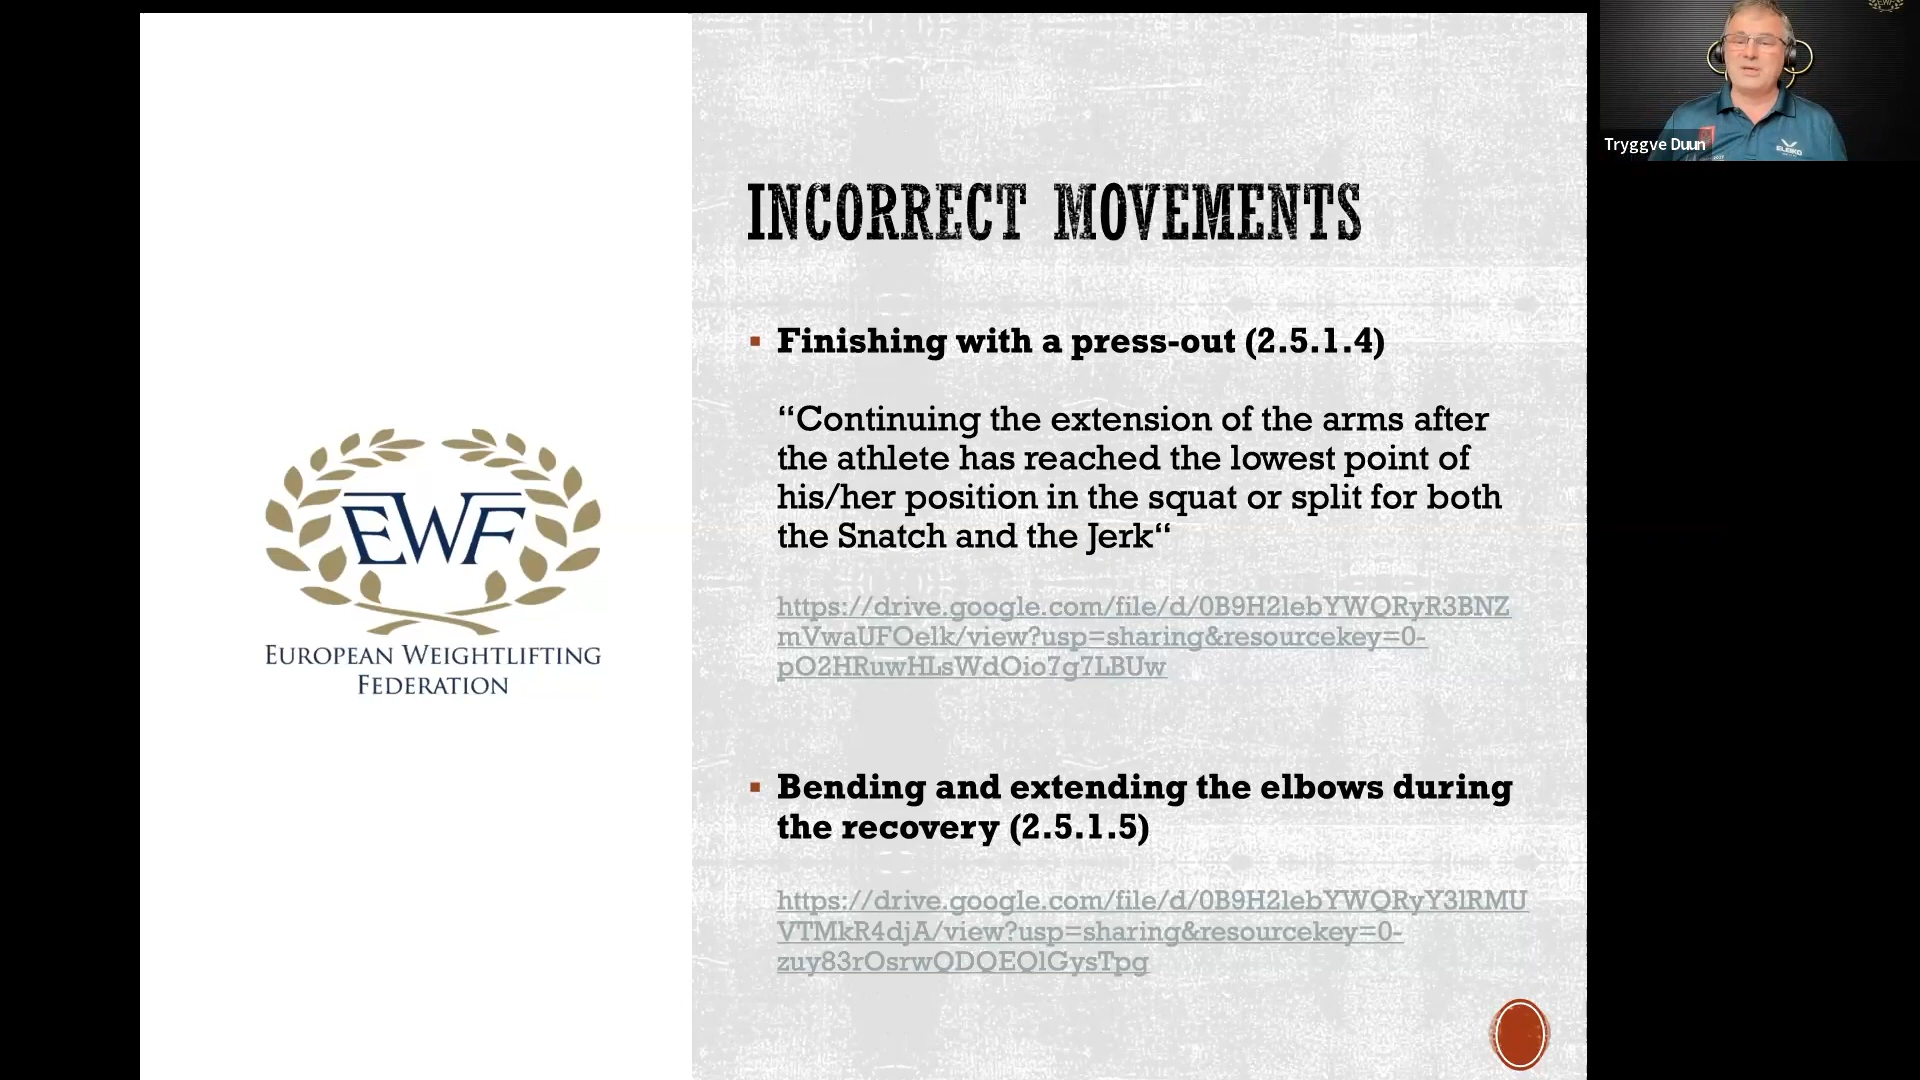 INCORRECT MOVEMENTS
▪ Finishing with a press-out (2.5.1.4)
“Continuing the extension of the arms after
the athlete has reached the lowest point of
his/her position in the squat or split for both
the Snatch and the Jerk“
https://drive.google.com/file/d/0B9H2lebYWQRyR3BNZ
mVwaUFOelk/view?usp=sharing&resourcekey=0-
pO2HRuwHLsWdOio7g7LBUw
▪ Bending and extending the elbows during
the recovery (2.5.1.5)
https://drive.google.com/file/d/0B9H2lebYWQRyY3lRMU
VTMkR4djA/view?usp=sharing&resourcekey=0-
zuy83rOsrwQDQEQlGysTpg
EWF
EUROPEAN WEIGHTLIFTING
FEDERATION
Tryggve Duun
ELEIKO